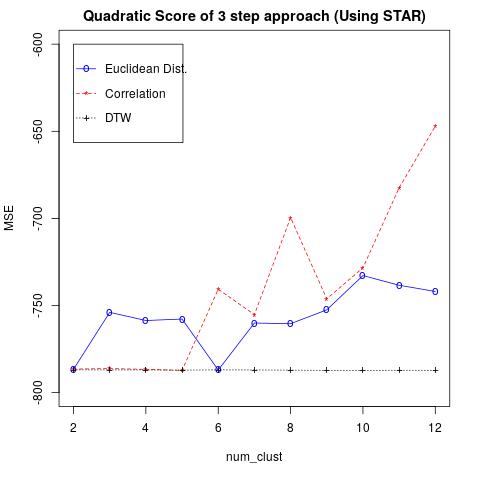 Quadratic Score of 3 step approach (Using STAR)
Euclidean Dist.
Correlation
DTW
MSE
-600
-650
-700
-750
-800
2 4 6 8 10 12
num_clust